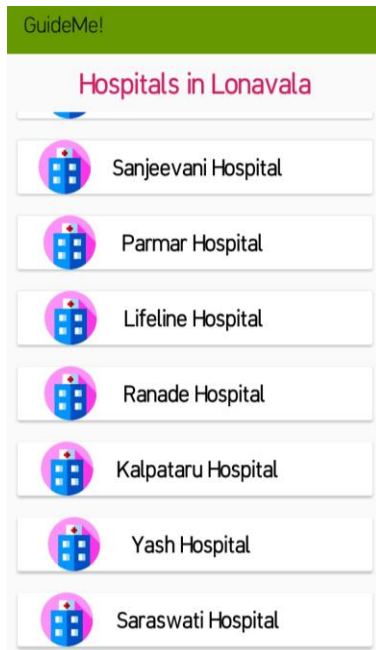 GuideMe!
Hospitals in Lonavala
Sanjeevani Hospital
Parmar Hospital
Lifeline Hospital
Ranade Hospital
Kalpataru Hospital
Yash Hospital
Saraswati Hospital